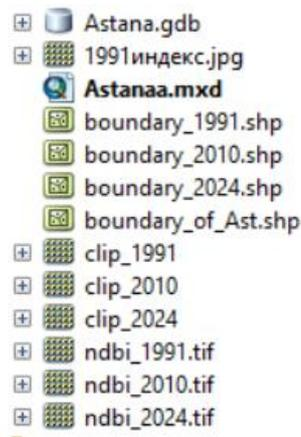 Astana.gdb
1991индекс.jpg
Astanaa.mxd
boundary_1991.shp
boundary_2010.shp
boundary_2024.shp
boundary_of_Ast.shp
clip_1991
clip_2010
clip_2024
ndbi_1991.tif
ndbi_2010.tif
ndbi_2024.tif